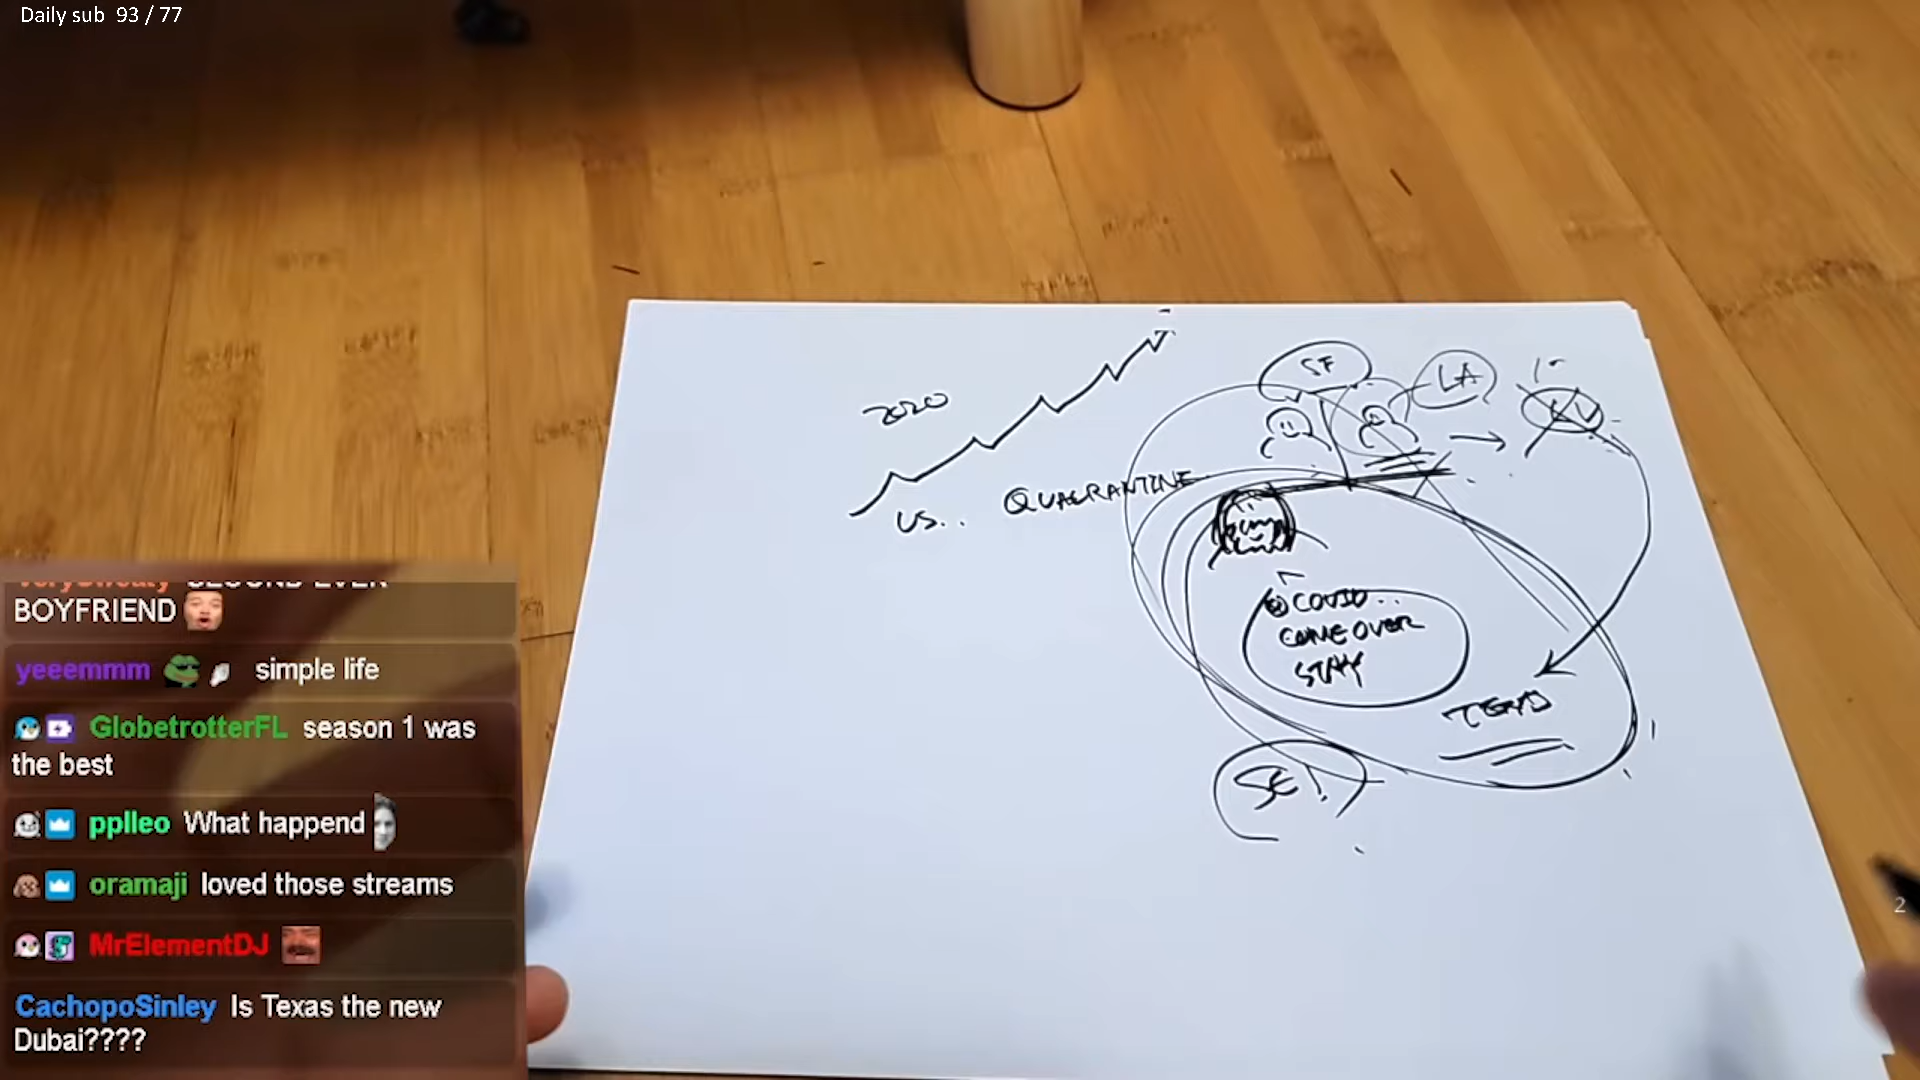 Daily sub 93 / 77
2020
US..
QUARANTINE
SF
LA
COVID..
COME OVER
STAY
TEXAS
SE!
BOYFRIEND
yeeemmm simple life
GlobetrotterFL season 1 was
the best
pplleo What happend
oramaji loved those streams
MrElementDJ
CachopoSinley Is Texas the new
Dubai????
2